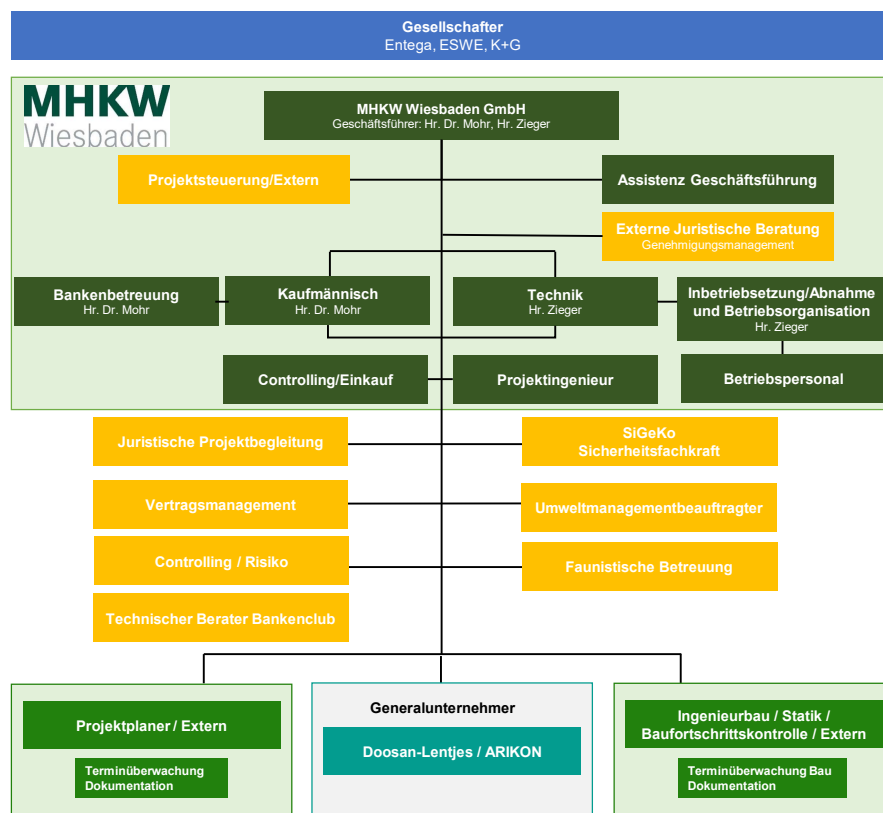 Gesellschafter
Entega, ESWE, K+G
MHKW
Wiesbaden
MHKW Wiesbaden GmbH
Geschäftsführer: Hr. Dr. Mohr, Hr. Zieger
Projektsteuerung/Extern
Assistenz Geschäftsführung
Externe Juristische Beratung
Genehmigungsmanagement
Bankenbetreuung
Hr. Dr. Mohr
Kaufmännisch
Hr. Dr. Mohr
Technik
Hr. Zieger
Inbetriebsetzung/Abnahme
und Betriebsorganisation
Hr. Zieger
Controlling/Einkauf
Projektingenieur
Betriebspersonal
Juristische Projektbegleitung
SiGeKo
Sicherheitsfachkraft
Vertragsmanagement
Umweltmanagementbeauftragter
Controlling / Risiko
Faunistische Betreuung
Technischer Berater Bankenclub
Projektplaner / Extern
Terminüberwachung
Dokumentation
Generalunternehmer
Doosan-Lentjes / ARIKON
Ingenieurbau / Statik /
Baufortschrittskontrolle / Extern
Terminüberwachung Bau
Dokumentation